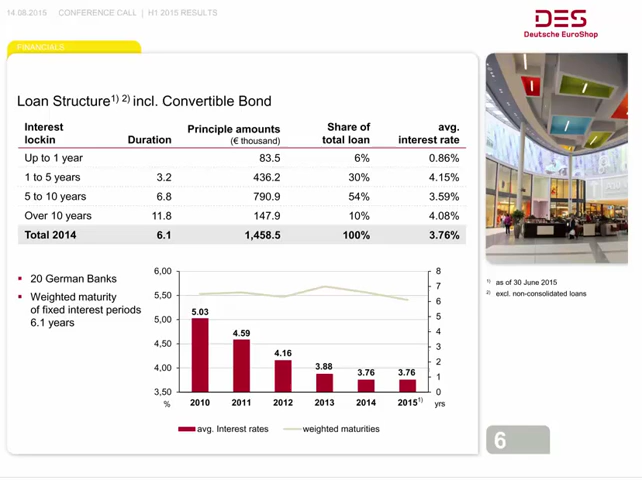 14.08.2015 CONFERENCE CALL | H1 2015 RESULTS
DES
Deutsche EuroShop
FINANCIALS
Loan Structure1) 2) incl. Convertible Bond
Interest lockin Duration Principle amounts (€ thousand) Share of total loan avg. interest rate
Up to 1 year 83.5 6% 0.86%
1 to 5 years 3.2 436.2 30% 4.15%
5 to 10 years 6.8 790.9 54% 3.59%
Over 10 years 11.8 147.9 10% 4.08%
Total 2014 6.1 1,458.5 100% 3.76%
20 German Banks
Weighted maturity
of fixed interest periods
6.1 years
6,00
5,50
5,00
4,50
4,00
3,50
%
5.03
4.59
4.16
3.88
3.76
3.76
8
7
6
5
4
3
2
1
0
2010 2011 2012 2013 2014 20151) yrs
avg. Interest rates weighted maturities
1) as of 30 June 2015
2) excl. non-consolidated loans
6